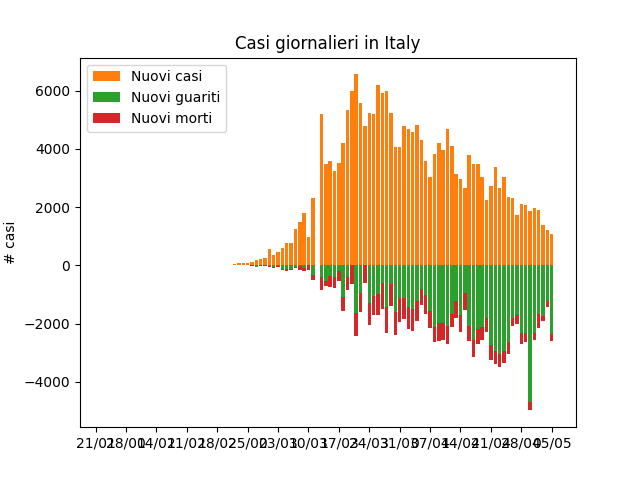 Casi giornalieri in Italy
Nuovi casi
Nuovi guariti
Nuovi morti
6000
4000
2000
0
−2000
−4000
# casi
21/01 28/01 04/02 11/02 18/02 25/02 03/03 10/03 17/03 24/03 31/03 07/04 14/04 21/04 28/04 05/05